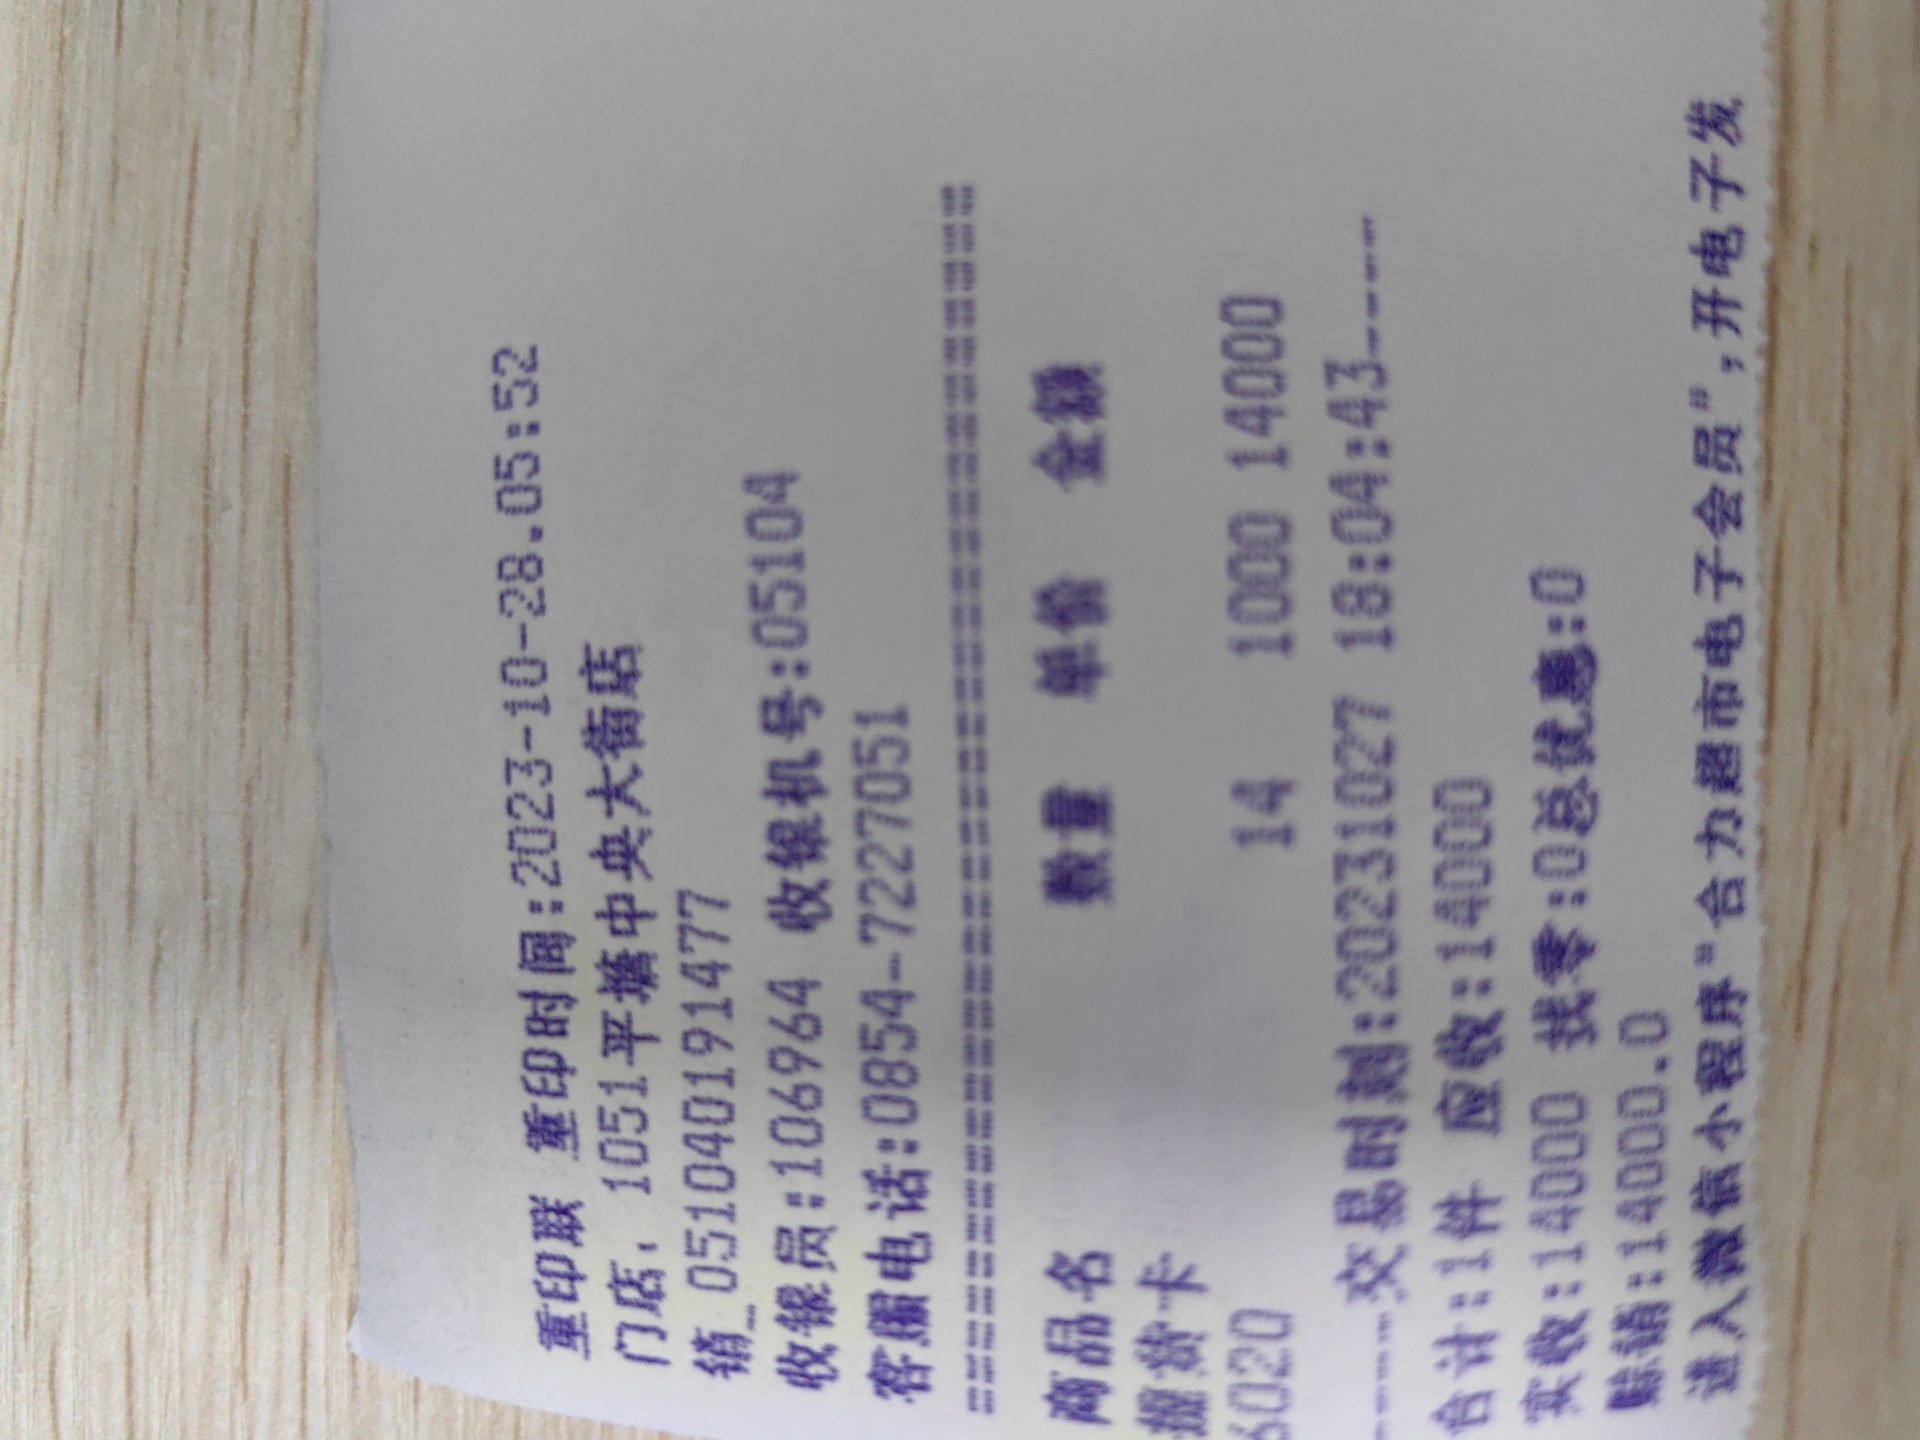 重印联 重印时间:2023-10-28.05:52
门店. 1051平塘中央大街店
销_051040191477
收银员:106964 收银机号:05104
客服电话:0854-7227051
================================
商品名 数量 单价 金额
提货卡
6020 14 1000 14000
----交易时刻:20231027 18:04:43----
合计:1件 应收:14000
实收:14000 找零:0总优惠:0
赊销:14000.0
进入微信小程序"合力超市电子会员",开电子发